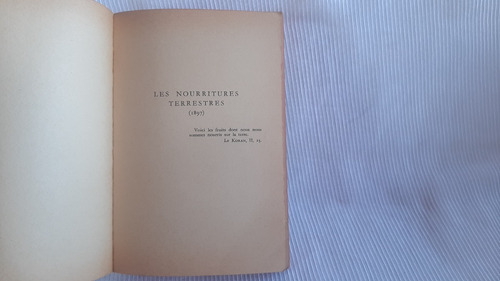 LES NOURRITURES
TERRESTRES
(1897)
Voici les fruits dont nous nous
sommes nourris sur la terre.
Le Koran, II, 23.